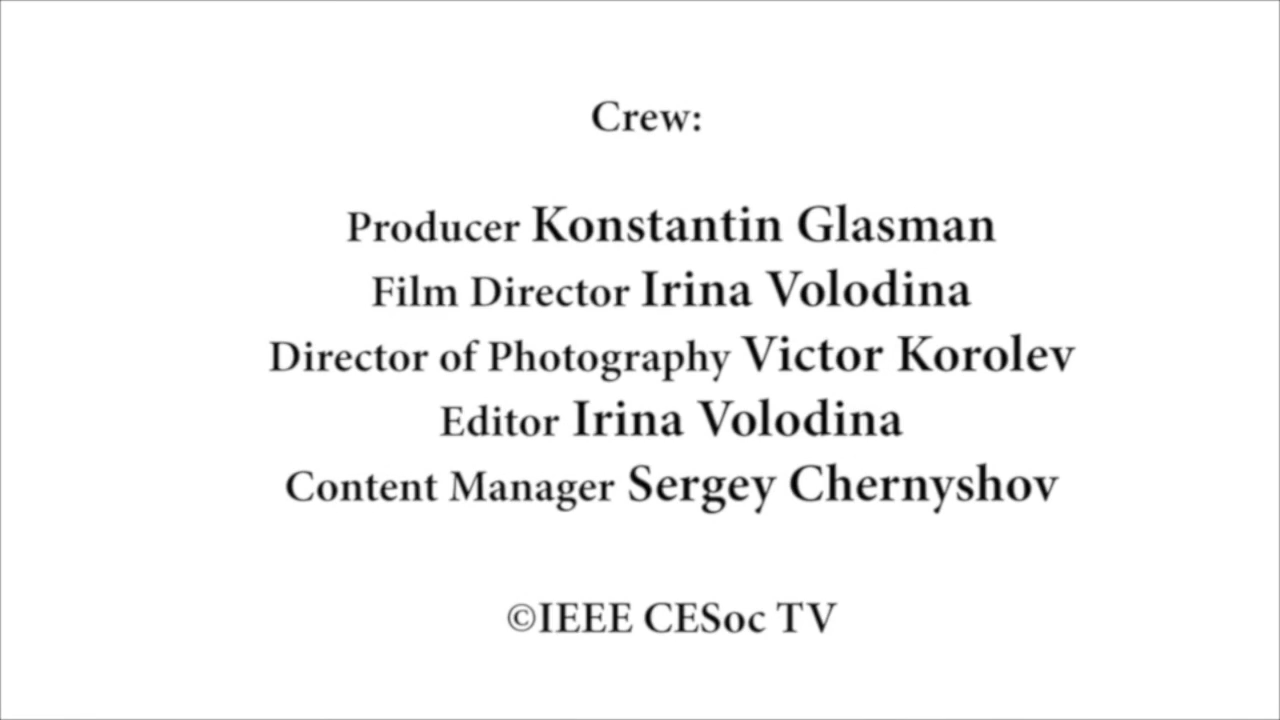 Crew:
Producer Konstantin Glasman
Film Director Irina Volodina
Director of Photography Victor Korolev
Editor Irina Volodina
Content Manager Sergey Chernyshov
©IEEE CESoc TV